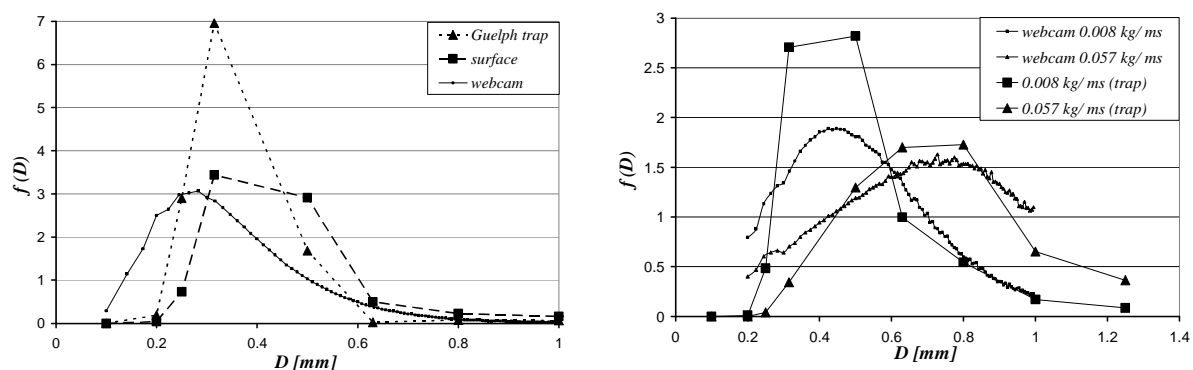 7
6
5
4
3
2
1
0
f (D)
0 0.2 0.4 0.6 0.8 1
D [mm]
Guelph trap
surface
webcam
3
2.5
2
1.5
1
0.5
0
f (D)
0 0.2 0.4 0.6 0.8 1 1.2 1.4
D [mm]
webcam 0.008 kg/ ms
webcam 0.057 kg/ ms
0.008 kg/ ms (trap)
0.057 kg/ ms (trap)